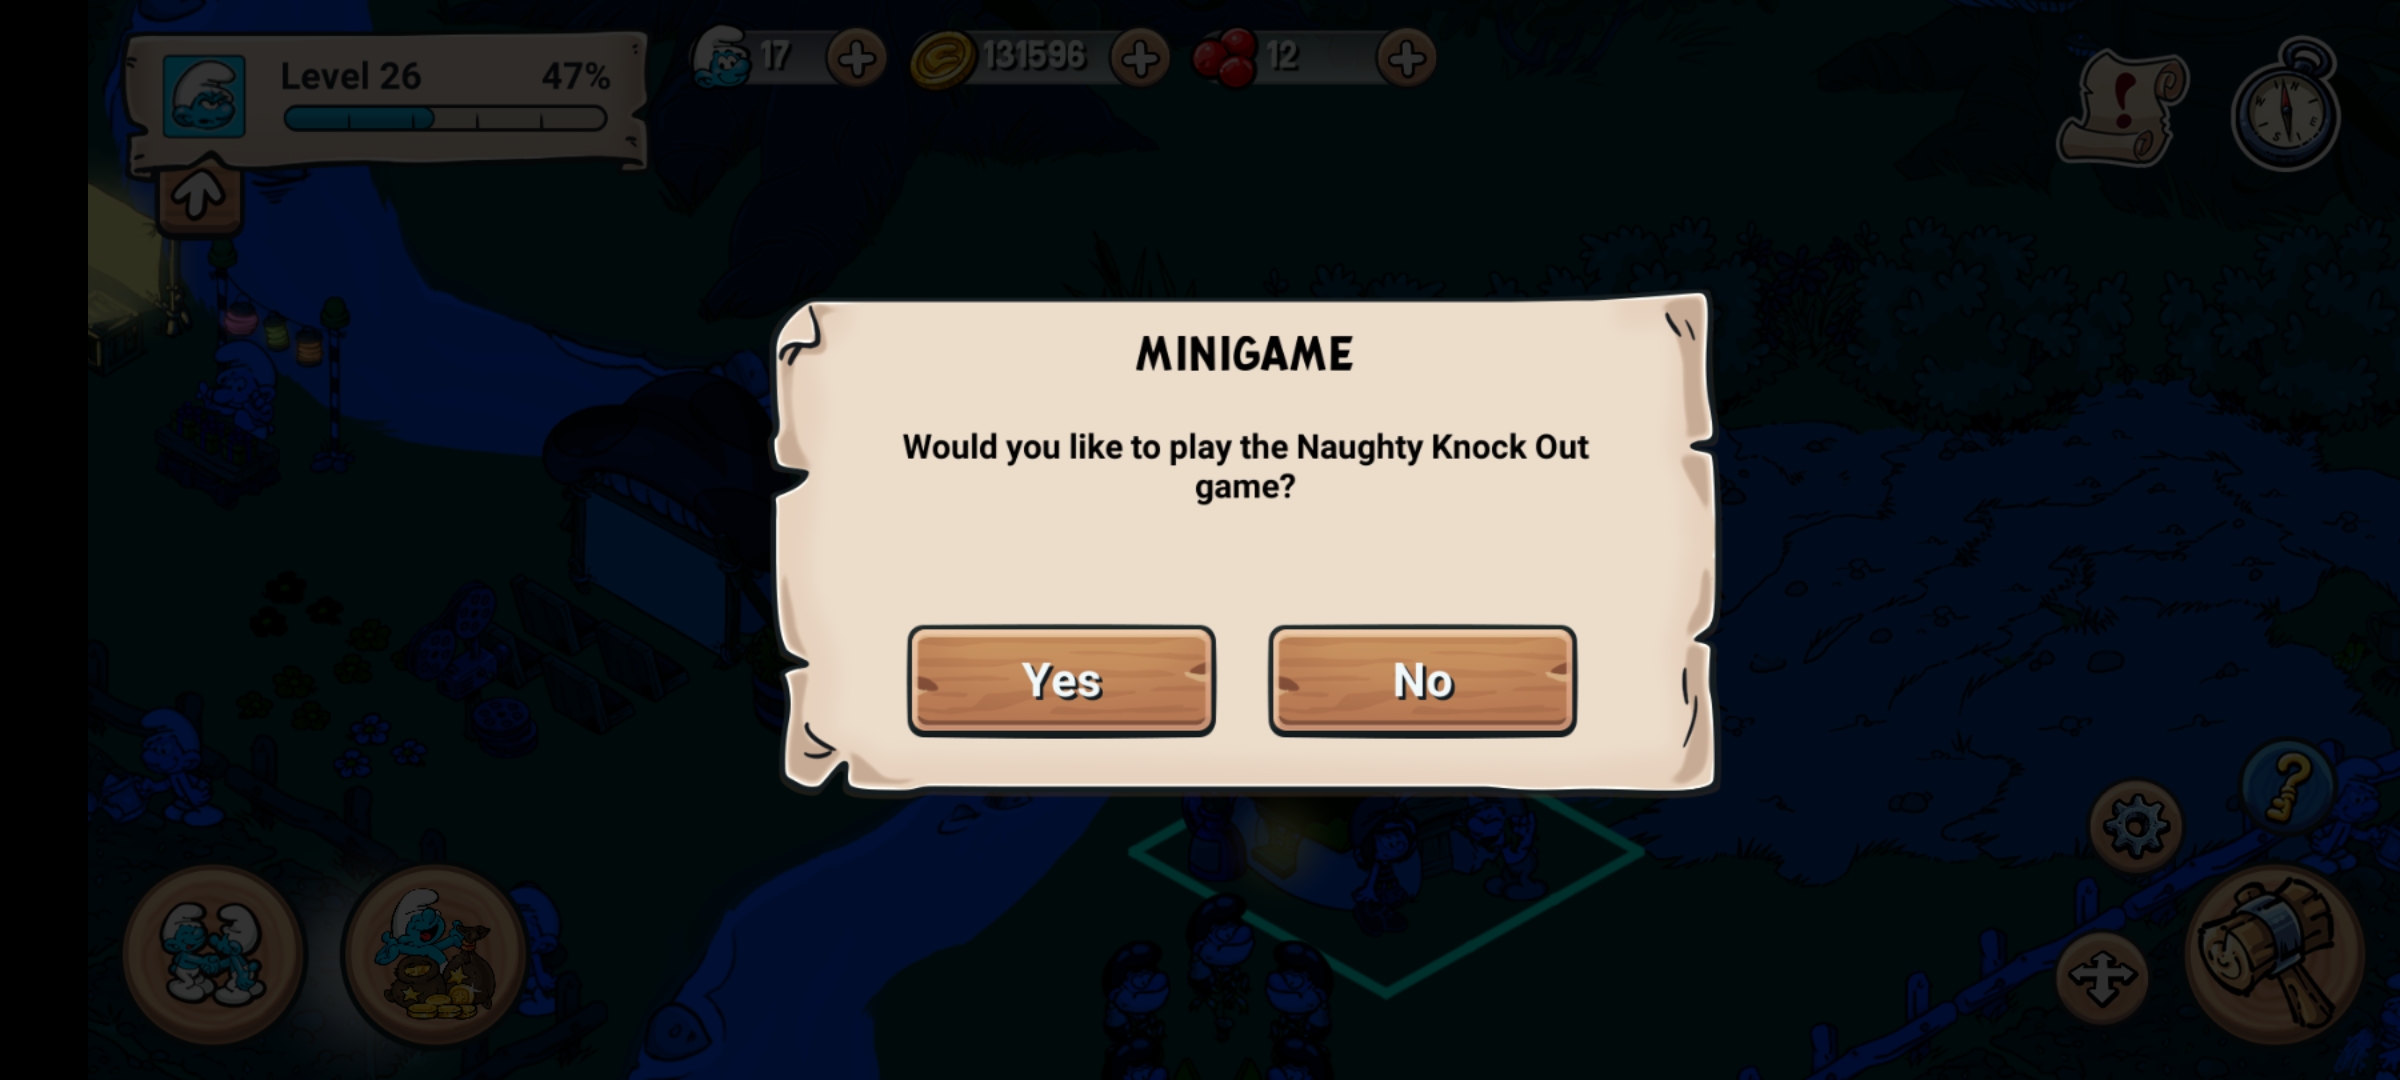 Level 26 47%
17
131596
12
MINIGAME
Would you like to play the Naughty Knock Out
game?
Yes
No